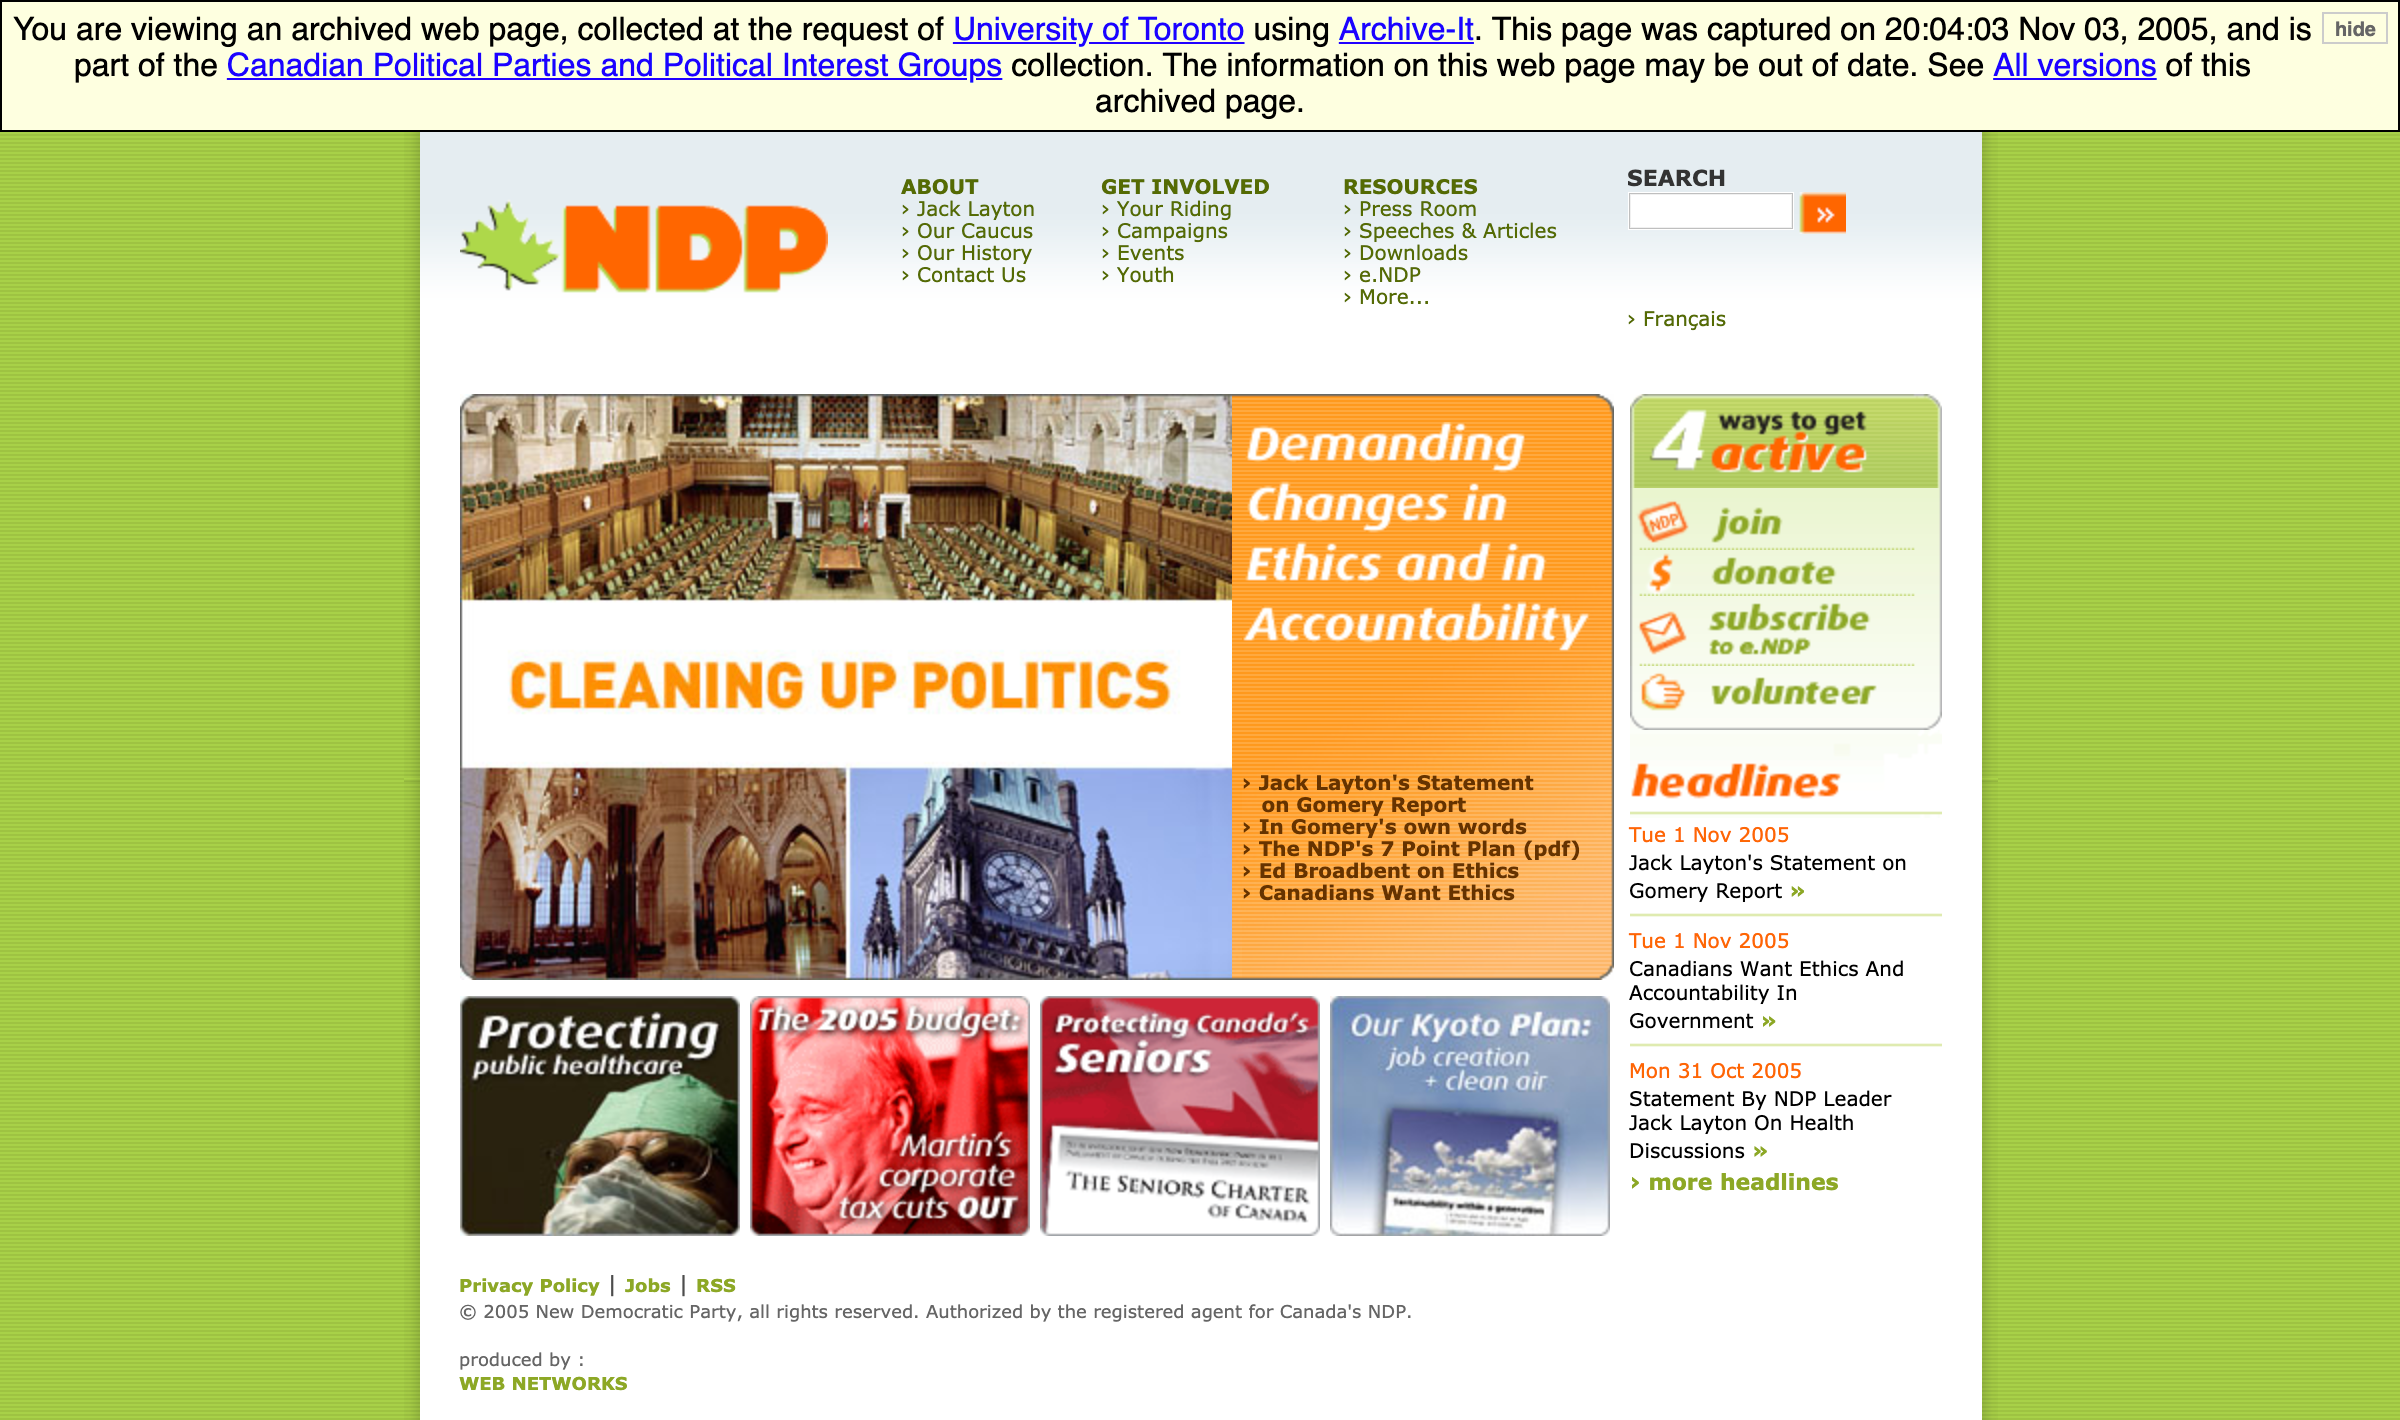 You are viewing an archived web page, collected at the request of University of Toronto using Archive-It. This page was captured on 20:04:03 Nov 03, 2005, and is
part of the Canadian Political Parties and Political Interest Groups collection. The information on this web page may be out of date. See All versions of this
archived page.
hide
NDP
ABOUT
› Jack Layton
› Our Caucus
› Our History
› Contact Us
GET INVOLVED
› Your Riding
› Campaigns
› Events
› Youth
RESOURCES
› Press Room
› Speeches & Articles
› Downloads
› e.NDP
› More...
SEARCH
»
› Français
CLEANING UP POLITICS
Demanding
Changes in
Ethics and in
Accountability
› Jack Layton's Statement
on Gomery Report
› In Gomery's own words
› The NDP's 7 Point Plan (pdf)
› Ed Broadbent on Ethics
› Canadians Want Ethics
4 ways to get
active
NDP join
$ donate
subscribe
to e.NDP
volunteer
headlines
Tue 1 Nov 2005
Jack Layton's Statement on
Gomery Report »
Tue 1 Nov 2005
Canadians Want Ethics And
Accountability In
Government »
Mon 31 Oct 2005
Statement By NDP Leader
Jack Layton On Health
Discussions »
› more headlines
Protecting
public healthcare
The 2005 budget:
Martin's
corporate
tax cuts OUT
Protecting Canada's
Seniors
THE SENIORS CHARTER
OF CANADA
Our Kyoto Plan:
job creation
+ clean air
Sustainability within a generation
Privacy Policy | Jobs | RSS
© 2005 New Democratic Party, all rights reserved. Authorized by the registered agent for Canada's NDP.
produced by :
WEB NETWORKS